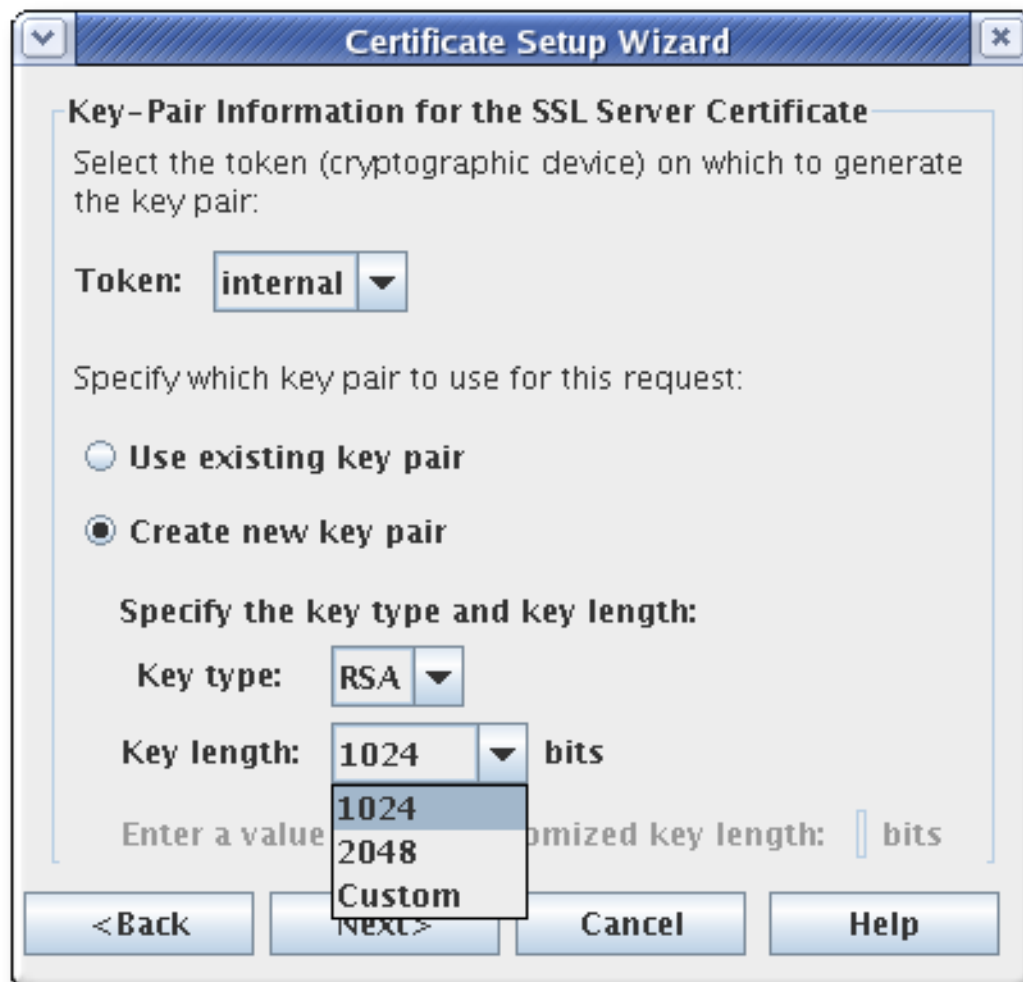 Certificate Setup Wizard
Key-Pair Information for the SSL Server Certificate
Select the token (cryptographic device) on which to generate
the key pair:
Token: internal
Specify which key pair to use for this request:
Use existing key pair
Create new key pair
Specify the key type and key length:
Key type: RSA
Key length: 1024 bits
1024
Enter a value omized key length: bits
2048
Custom
<Back Next> Cancel Help